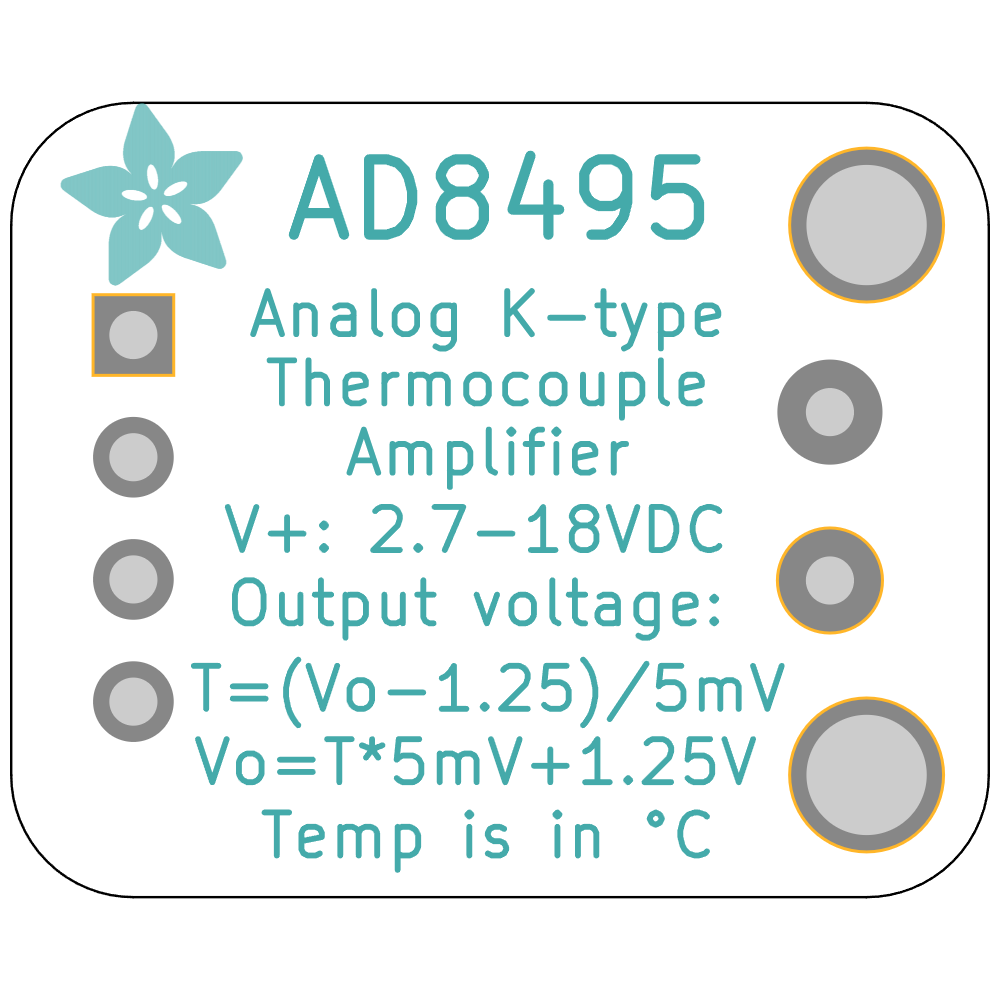 AD8495
Analog K-type
Thermocouple
Amplifier
V+: 2.7-18VDC
Output voltage:
T=(Vo-1.25)/5mV
Vo=T*5mV+1.25V
Temp is in °C